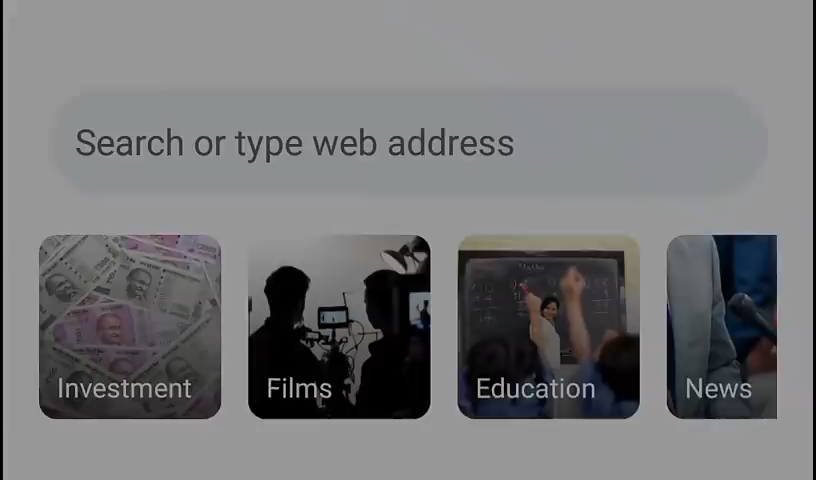 Search or type web address
Investment
Films
Education
News